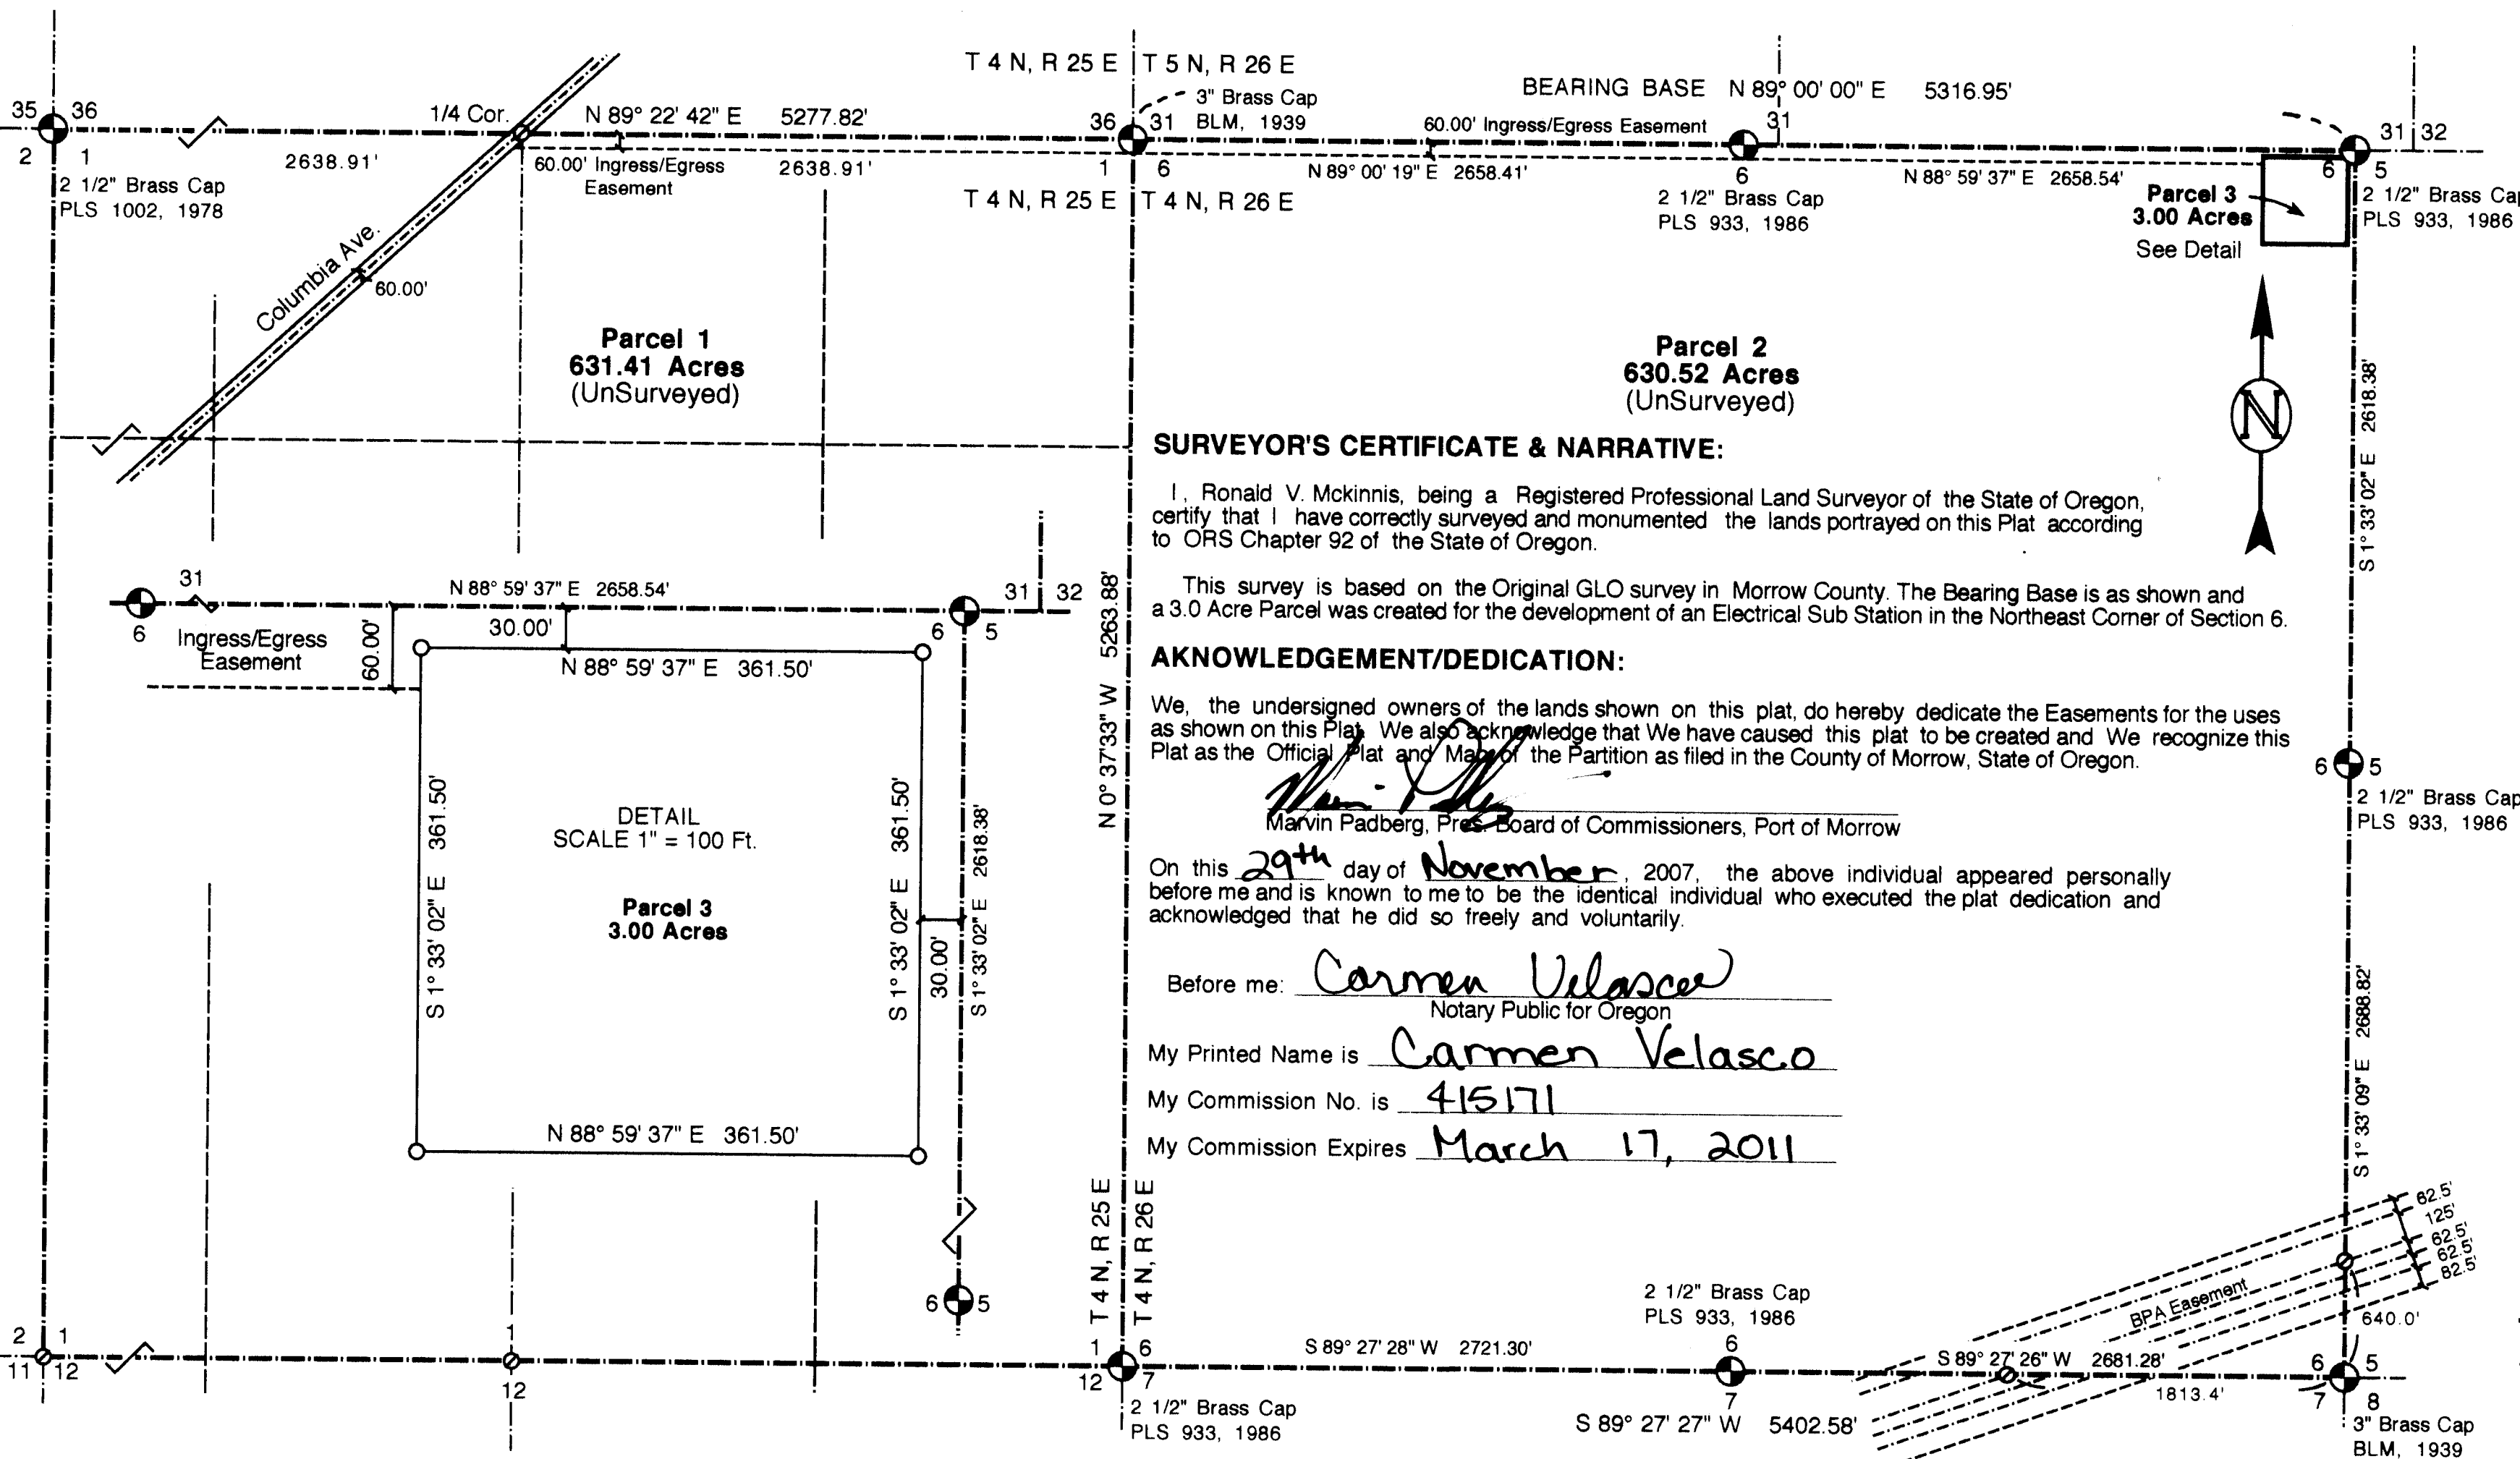 T 4 N, R 25 E T 5 N, R 26 E
BEARING BASE N 89° 00' 00" E 5316.95'
35 36
1/4 Cor.
N 89° 22' 42" E 5277.82'
3" Brass Cap
BLM, 1939
36 31
60.00' Ingress/Egress Easement
31
31 32
2 1
2638.91'
60.00' Ingress/Egress
Easement
2638.91'
1 6
N 89° 00' 19" E 2658.41'
6
N 88° 59' 37" E 2658.54'
6 5
2 1/2" Brass Cap
PLS 1002, 1978
T 4 N, R 25 E T 4 N, R 26 E
2 1/2" Brass Cap
PLS 933, 1986
Parcel 3
3.00 Acres
See Detail
2 1/2" Brass Cap
PLS 933, 1986
Columbia Ave.
60.00'
Parcel 1
631.41 Acres
(UnSurveyed)
Parcel 2
630.52 Acres
(UnSurveyed)
N
S 1° 33' 02" E 2618.38'
SURVEYOR'S CERTIFICATE & NARRATIVE:
I, Ronald V. Mckinnis, being a Registered Professional Land Surveyor of the State of Oregon,
certify that I have correctly surveyed and monumented the lands portrayed on this Plat according
to ORS Chapter 92 of the State of Oregon.
This survey is based on the Original GLO survey in Morrow County. The Bearing Base is as shown and
a 3.0 Acre Parcel was created for the development of an Electrical Sub Station in the Northeast Corner of Section 6.
AKNOWLEDGEMENT/DEDICATION:
We, the undersigned owners of the lands shown on this plat, do hereby dedicate the Easements for the uses
as shown on this Plat. We also acknowledge that We have caused this plat to be created and We recognize this
Plat as the Official Plat and Map of the Partition as filed in the County of Morrow, State of Oregon.
Marvin Padberg, Pres. Board of Commissioners, Port of Morrow
On this 29th day of November, 2007, the above individual appeared personally
before me and is known to me to be the identical individual who executed the plat dedication and
acknowledged that he did so freely and voluntarily.
Before me: Carmen Velasco
Notary Public for Oregon
My Printed Name is Carmen Velasco
My Commission No. is 415171
My Commission Expires March 17, 2011
31
N 88° 59' 37" E 2658.54'
31 32
6
Ingress/Egress
Easement
60.00'
30.00'
6 5
N 88° 59' 37" E 361.50'
S 1° 33' 02" E 361.50'
DETAIL
SCALE 1" = 100 Ft.
Parcel 3
3.00 Acres
S 1° 33' 02" E 361.50'
30.00'
S 1° 33' 02" E 2618.38'
N 88° 59' 37" E 361.50'
6 5
N 0° 37'33" W 5263.88'
T 4 N, R 25 E
T 4 N, R 26 E
6 5
2 1/2" Brass Cap
PLS 933, 1986
S 1° 33' 09" E 2688.82'
62.5'
125'
62.5'
62.5'
82.5'
BPA Easement
640.0'
2 1
11 12
1
12
1 6
12 7
S 89° 27' 28" W 2721.30'
2 1/2" Brass Cap
PLS 933, 1986
6
7
S 89° 27' 26" W 2681.28'
1813.4'
6 5
7 8
2 1/2" Brass Cap
PLS 933, 1986
S 89° 27' 27" W 5402.58'
3" Brass Cap
BLM, 1939